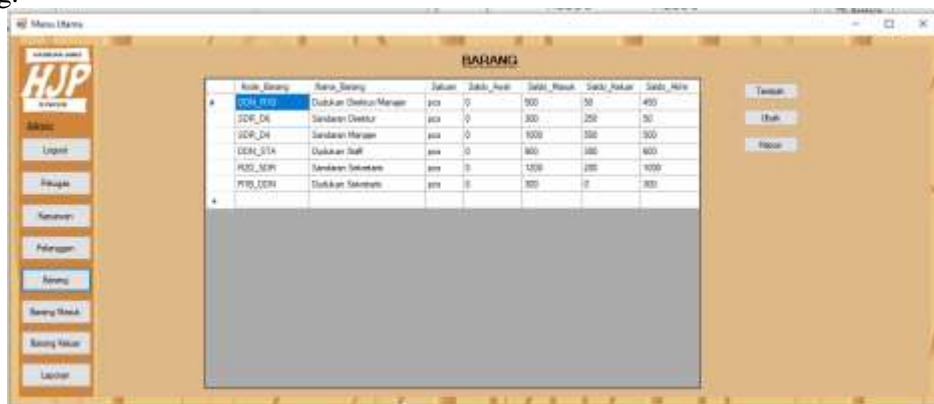 g.
Menu Utama
BARANG
HJP
Kode_Barang Nama_Barang Satuan Saldo_Awal Saldo_Masuk Saldo_Keluar Saldo_Akhir
Dudukan Direktur Manajer pcs 0 500 50 450
SDR_D6 Sandaran Direktur pcs 0 300 250 50
SDR_D4 Sandaran Manajer pcs 0 1000 500
DDN_STA Dudukan Staff pcs 0 300 600
Sandaran Sekretaris pcs 0 1200 200 1000
Dudukan Sekretaris pcs 0 300 0 300
Tambah
Ubah
Hapus
Logout
Petugas
Karyawan
Pelanggan
Barang
Barang Masuk
Barang Keluar
Laporan